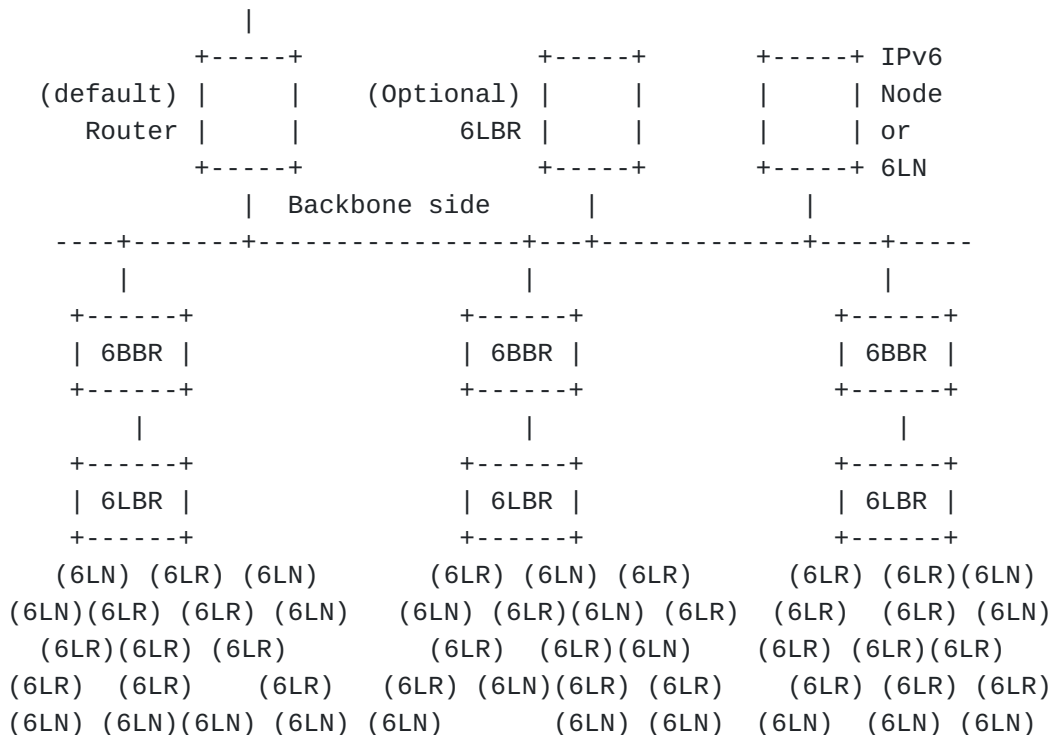 |
            +-----+                +-----+       +-----+ IPv6
  (default) |     |     (Optional) |     |       |     | Node
     Router |     |           6LBR |     |       |     | or
            +-----+                +-----+       +-----+ 6LN
               |  Backbone side       |             |
   ----+-------+-----------------+---+-------------+----+-----
       |                         |                      |
    +------+                 +------+                +------+
    | 6BBR |                 | 6BBR |                | 6BBR |
    +------+                 +------+                +------+
        |                        |                       |
    +------+                 +------+                +------+
    | 6LBR |                 | 6LBR |                | 6LBR |
    +------+                 +------+                +------+
   (6LN) (6LR) (6LN)       (6LR) (6LN) (6LR)      (6LR) (6LR)(6LN)
(6LN)(6LR) (6LR) (6LN)   (6LN) (6LR)(6LN) (6LR)  (6LR)  (6LR) (6LN)
  (6LR)(6LR) (6LR)         (6LR)  (6LR)(6LN)    (6LR) (6LR)(6LR)
(6LR)  (6LR)    (6LR)   (6LR) (6LN)(6LR) (6LR)    (6LR) (6LR) (6LR)
(6LN) (6LN)(6LN) (6LN) (6LN)       (6LN) (6LN)  (6LN)  (6LN) (6LN)